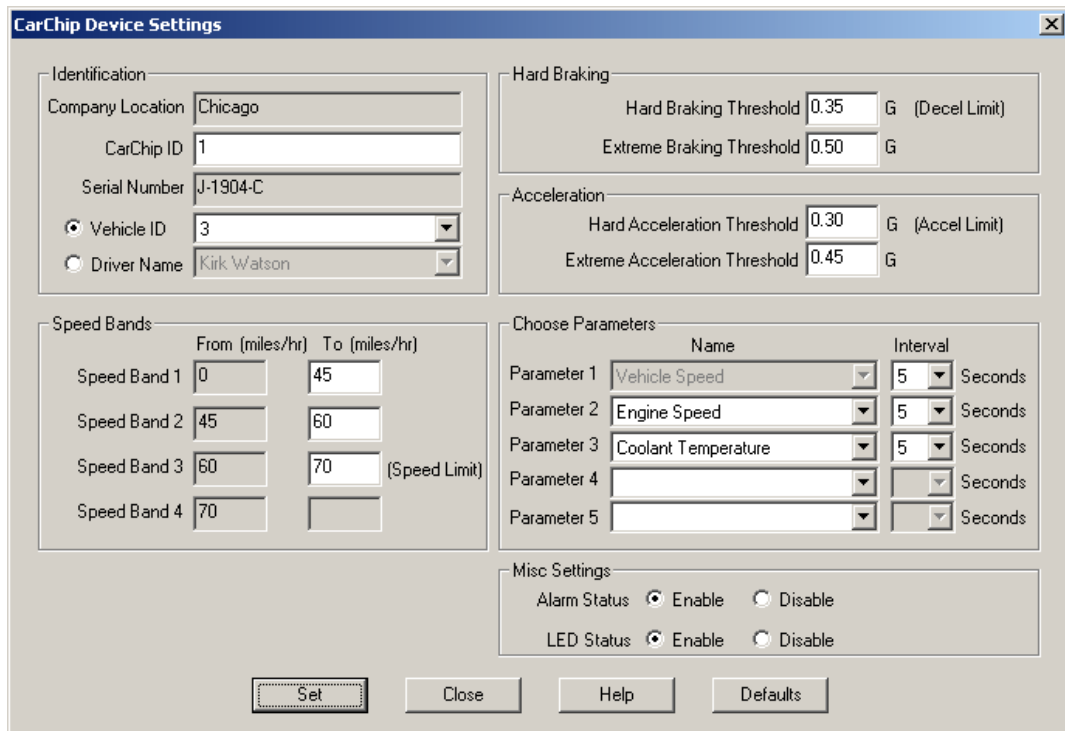 CarChip Device Settings
Identification
Company Location Chicago
CarChip ID 1
Serial Number J-1904-C
Vehicle ID 3
Driver Name Kirk Watson
Hard Braking
Hard Braking Threshold 0.35 G (Decel Limit)
Extreme Braking Threshold 0.50 G
Acceleration
Hard Acceleration Threshold 0.30 G (Accel Limit)
Extreme Acceleration Threshold 0.45 G
Speed Bands
From (miles/hr) To (miles/hr)
Speed Band 1 0 45
Speed Band 2 45 60
Speed Band 3 60 70 (Speed Limit)
Speed Band 4 70
Choose Parameters
Name Interval
Parameter 1 Vehicle Speed 5 Seconds
Parameter 2 Engine Speed 5 Seconds
Parameter 3 Coolant Temperature 5 Seconds
Parameter 4 Seconds
Parameter 5 Seconds
Misc Settings
Alarm Status Enable Disable
LED Status Enable Disable
Set Close Help Defaults